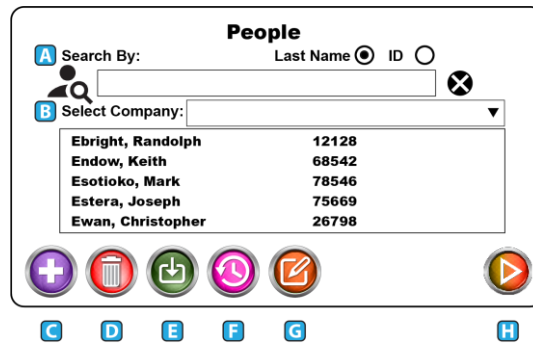 People
A Search By: Last Name ID
B Select Company:
Ebright, Randolph 12128
Endow, Keith 68542
Esotioko, Mark 78546
Estera, Joseph 75669
Ewan, Christopher 26798
C D E F G H